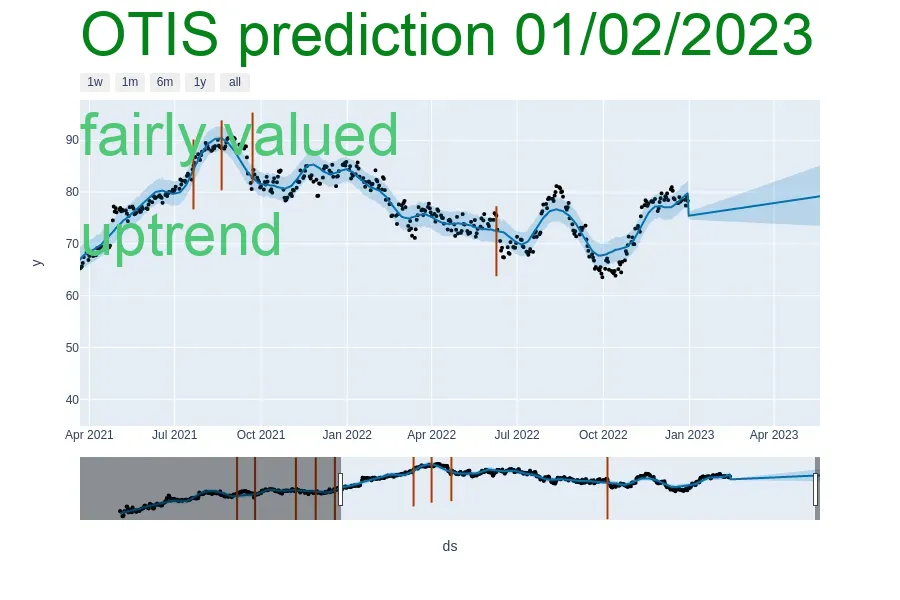 OTIS prediction 01/02/2023
1w 1m 6m 1y all
fairly valued
uptrend
90
80
70
60
50
40
y
Apr 2021 Jul 2021 Oct 2021 Jan 2022 Apr 2022 Jul 2022 Oct 2022 Jan 2023 Apr 2023
ds